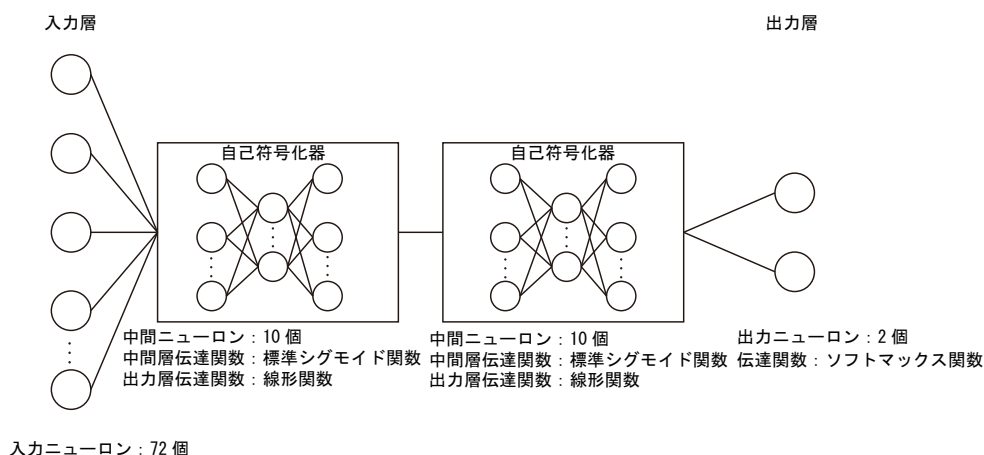 入力層
出力層
自己符号化器
自己符号化器
中間ニューロン：10 個
中間層伝達関数：標準シグモイド関数
出力層伝達関数：線形関数
中間ニューロン：10 個
中間層伝達関数：標準シグモイド関数
出力層伝達関数：線形関数
出力ニューロン：2 個
伝達関数：ソフトマックス関数
入力ニューロン：72 個